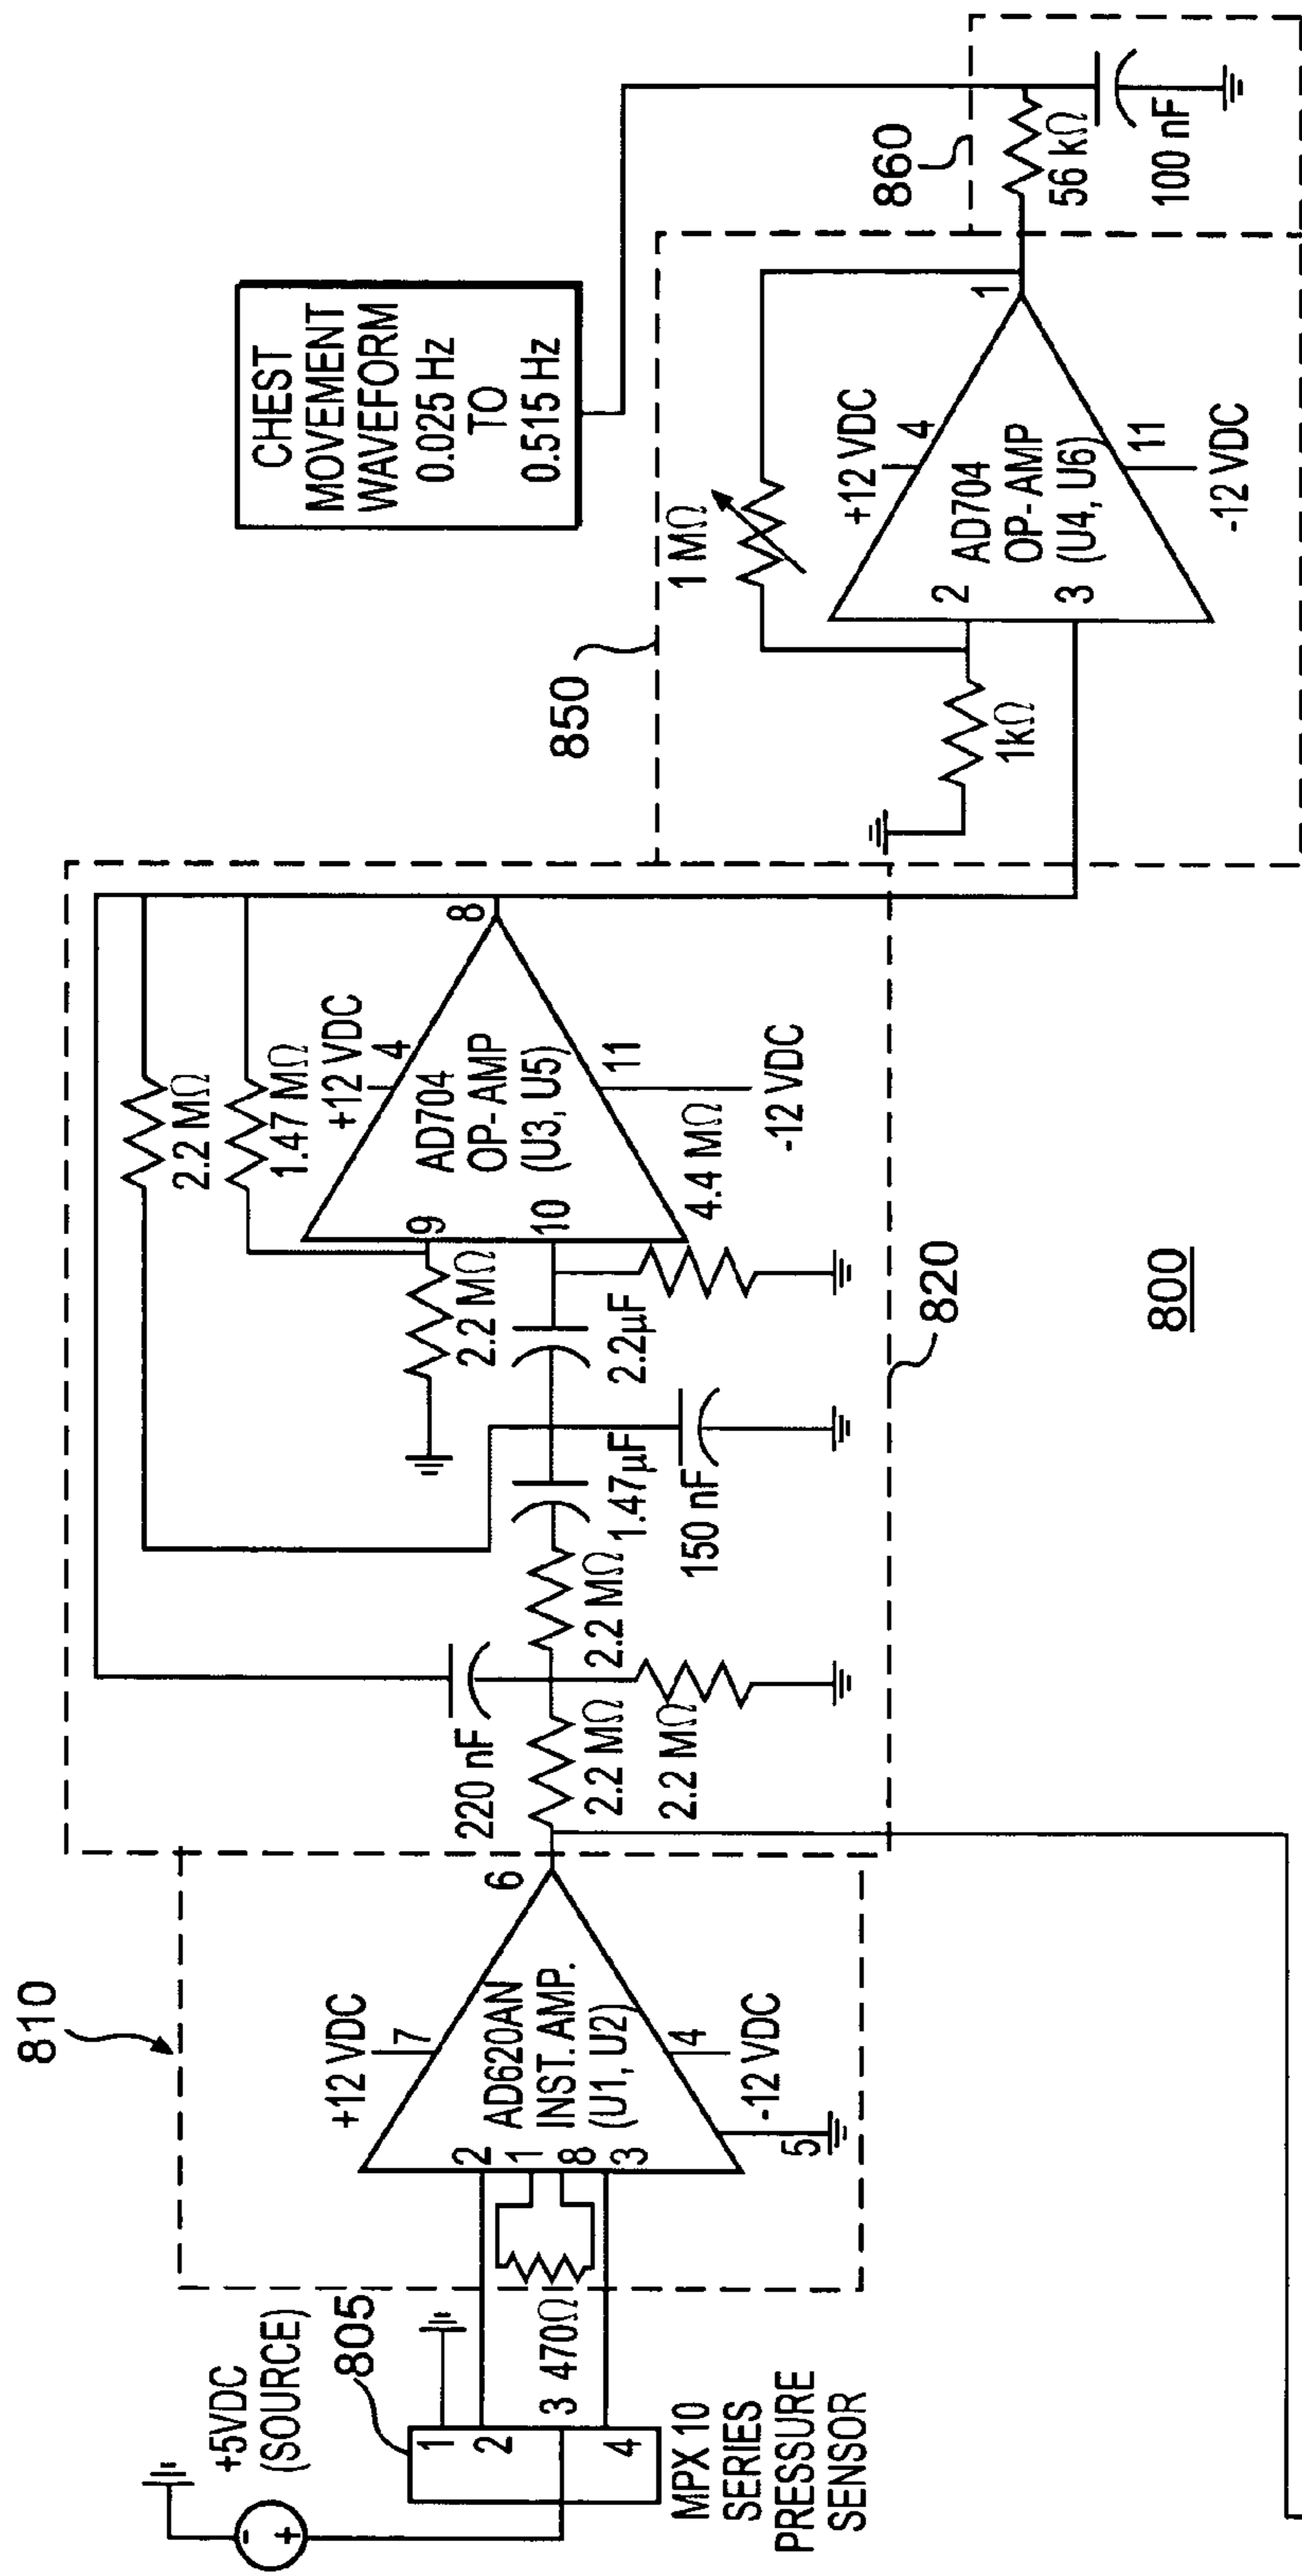 810
+5VDC
(SOURCE)
805
1
2
3
4
470Ω
MPX 10
SERIES
PRESSURE
SENSOR
-
+
+12 VDC
7
2
1
8
3
AD620AN
INST. AMP.
(U1, U2)
6
4
-12 VDC
5
220 nF
2.2 MΩ
2.2 MΩ
2.2 MΩ
1.47µF
150 nF
2.2µF
2.2 MΩ
2.2 MΩ
1.47 MΩ
+12 VDC
4
9
10
AD704
OP- AMP
(U3, U5)
8
11
4.4 MΩ
-12 VDC
820
850
1 MΩ
1kΩ
+12 VDC
4
2
3
AD704
OP- AMP
(U4, U6)
1
11
-12 VDC
CHEST
MOVEMENT
WAVEFORM
0.025 Hz
TO
0.515 Hz
860
56 kΩ
100 nF
800